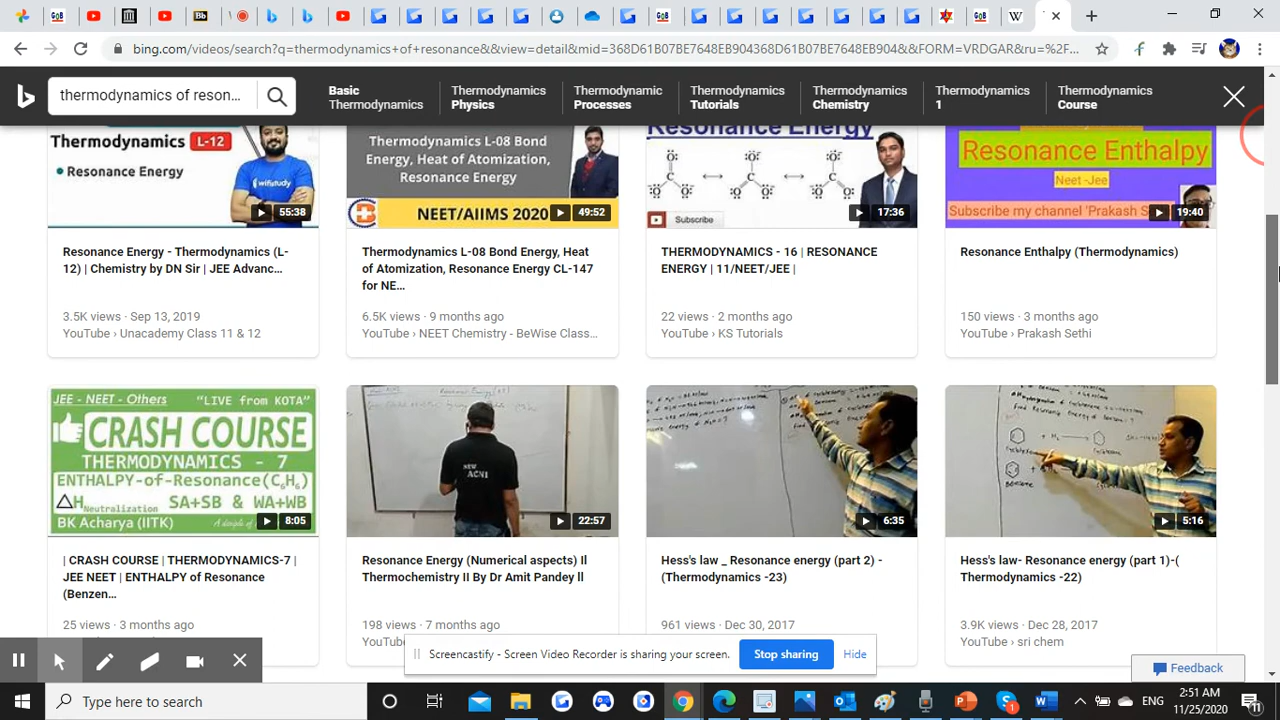 bing.com/videos/search?q=thermodynamics+of+resonance&&view=detail&mid=368D61B07BE7648EB904368D61B07BE7648EB904&&FORM=VRDGAR&ru=%2F...
thermodynamics of reson...
Basic
Thermodynamics
Thermodynamics
Physics
Thermodynamic
Processes
Thermodynamics
Tutorials
Thermodynamics
Chemistry
Thermodynamics
1
Thermodynamics
Course
Thermodynamics L-12
• Resonance Energy
wifistudy
55:38
Thermodynamics L-08 Bond
Energy, Heat of Atomization,
Resonance Energy
NEET/AIIMS 2020
49:52
Resonance Energy
Subscribe
17:36
Resonance Enthalpy
Neet -Jee
Subscribe my channel 'Prakash S
19:40
Resonance Energy - Thermodynamics (L-
12) | Chemistry by DN Sir | JEE Advanc...
3.5K views · Sep 13, 2019
YouTube › Unacademy Class 11 & 12
Thermodynamics L-08 Bond Energy, Heat
of Atomization, Resonance Energy CL-147
for NE...
6.5K views · 9 months ago
YouTube › NEET Chemistry - BeWise Class...
THERMODYNAMICS - 16 | RESONANCE
ENERGY | 11/NEET/JEE |
22 views · 2 months ago
YouTube › KS Tutorials
Resonance Enthalpy (Thermodynamics)
150 views · 3 months ago
YouTube › Prakash Sethi
JEE - NEET - Others "LIVE from KOTA"
CRASH COURSE
THERMODYNAMICS - 7
ENTHALPY-of-Resonance(C6H6)
△H Neutralization SA+SB & WA+WB
BK Acharya (IITK)
8:05
NEW
ACNI
22:57
6:35
Benzene
5:16
| CRASH COURSE | THERMODYNAMICS-7 |
JEE NEET | ENTHALPY of Resonance
(Benzen...
25 views · 3 months ago
Resonance Energy (Numerical aspects) II
Thermochemistry II By Dr Amit Pandey ll
198 views · 7 months ago
Hess's law _ Resonance energy (part 2) -
(Thermodynamics -23)
961 views · Dec 30, 2017
Hess's law- Resonance energy (part 1)-(
Thermodynamics -22)
3.9K views · Dec 28, 2017
YouTube › sri chem
Screencastify - Screen Video Recorder is sharing your screen.
Stop sharing
Hide
Feedback
Type here to search
ENG
2:51 AM
11/25/2020